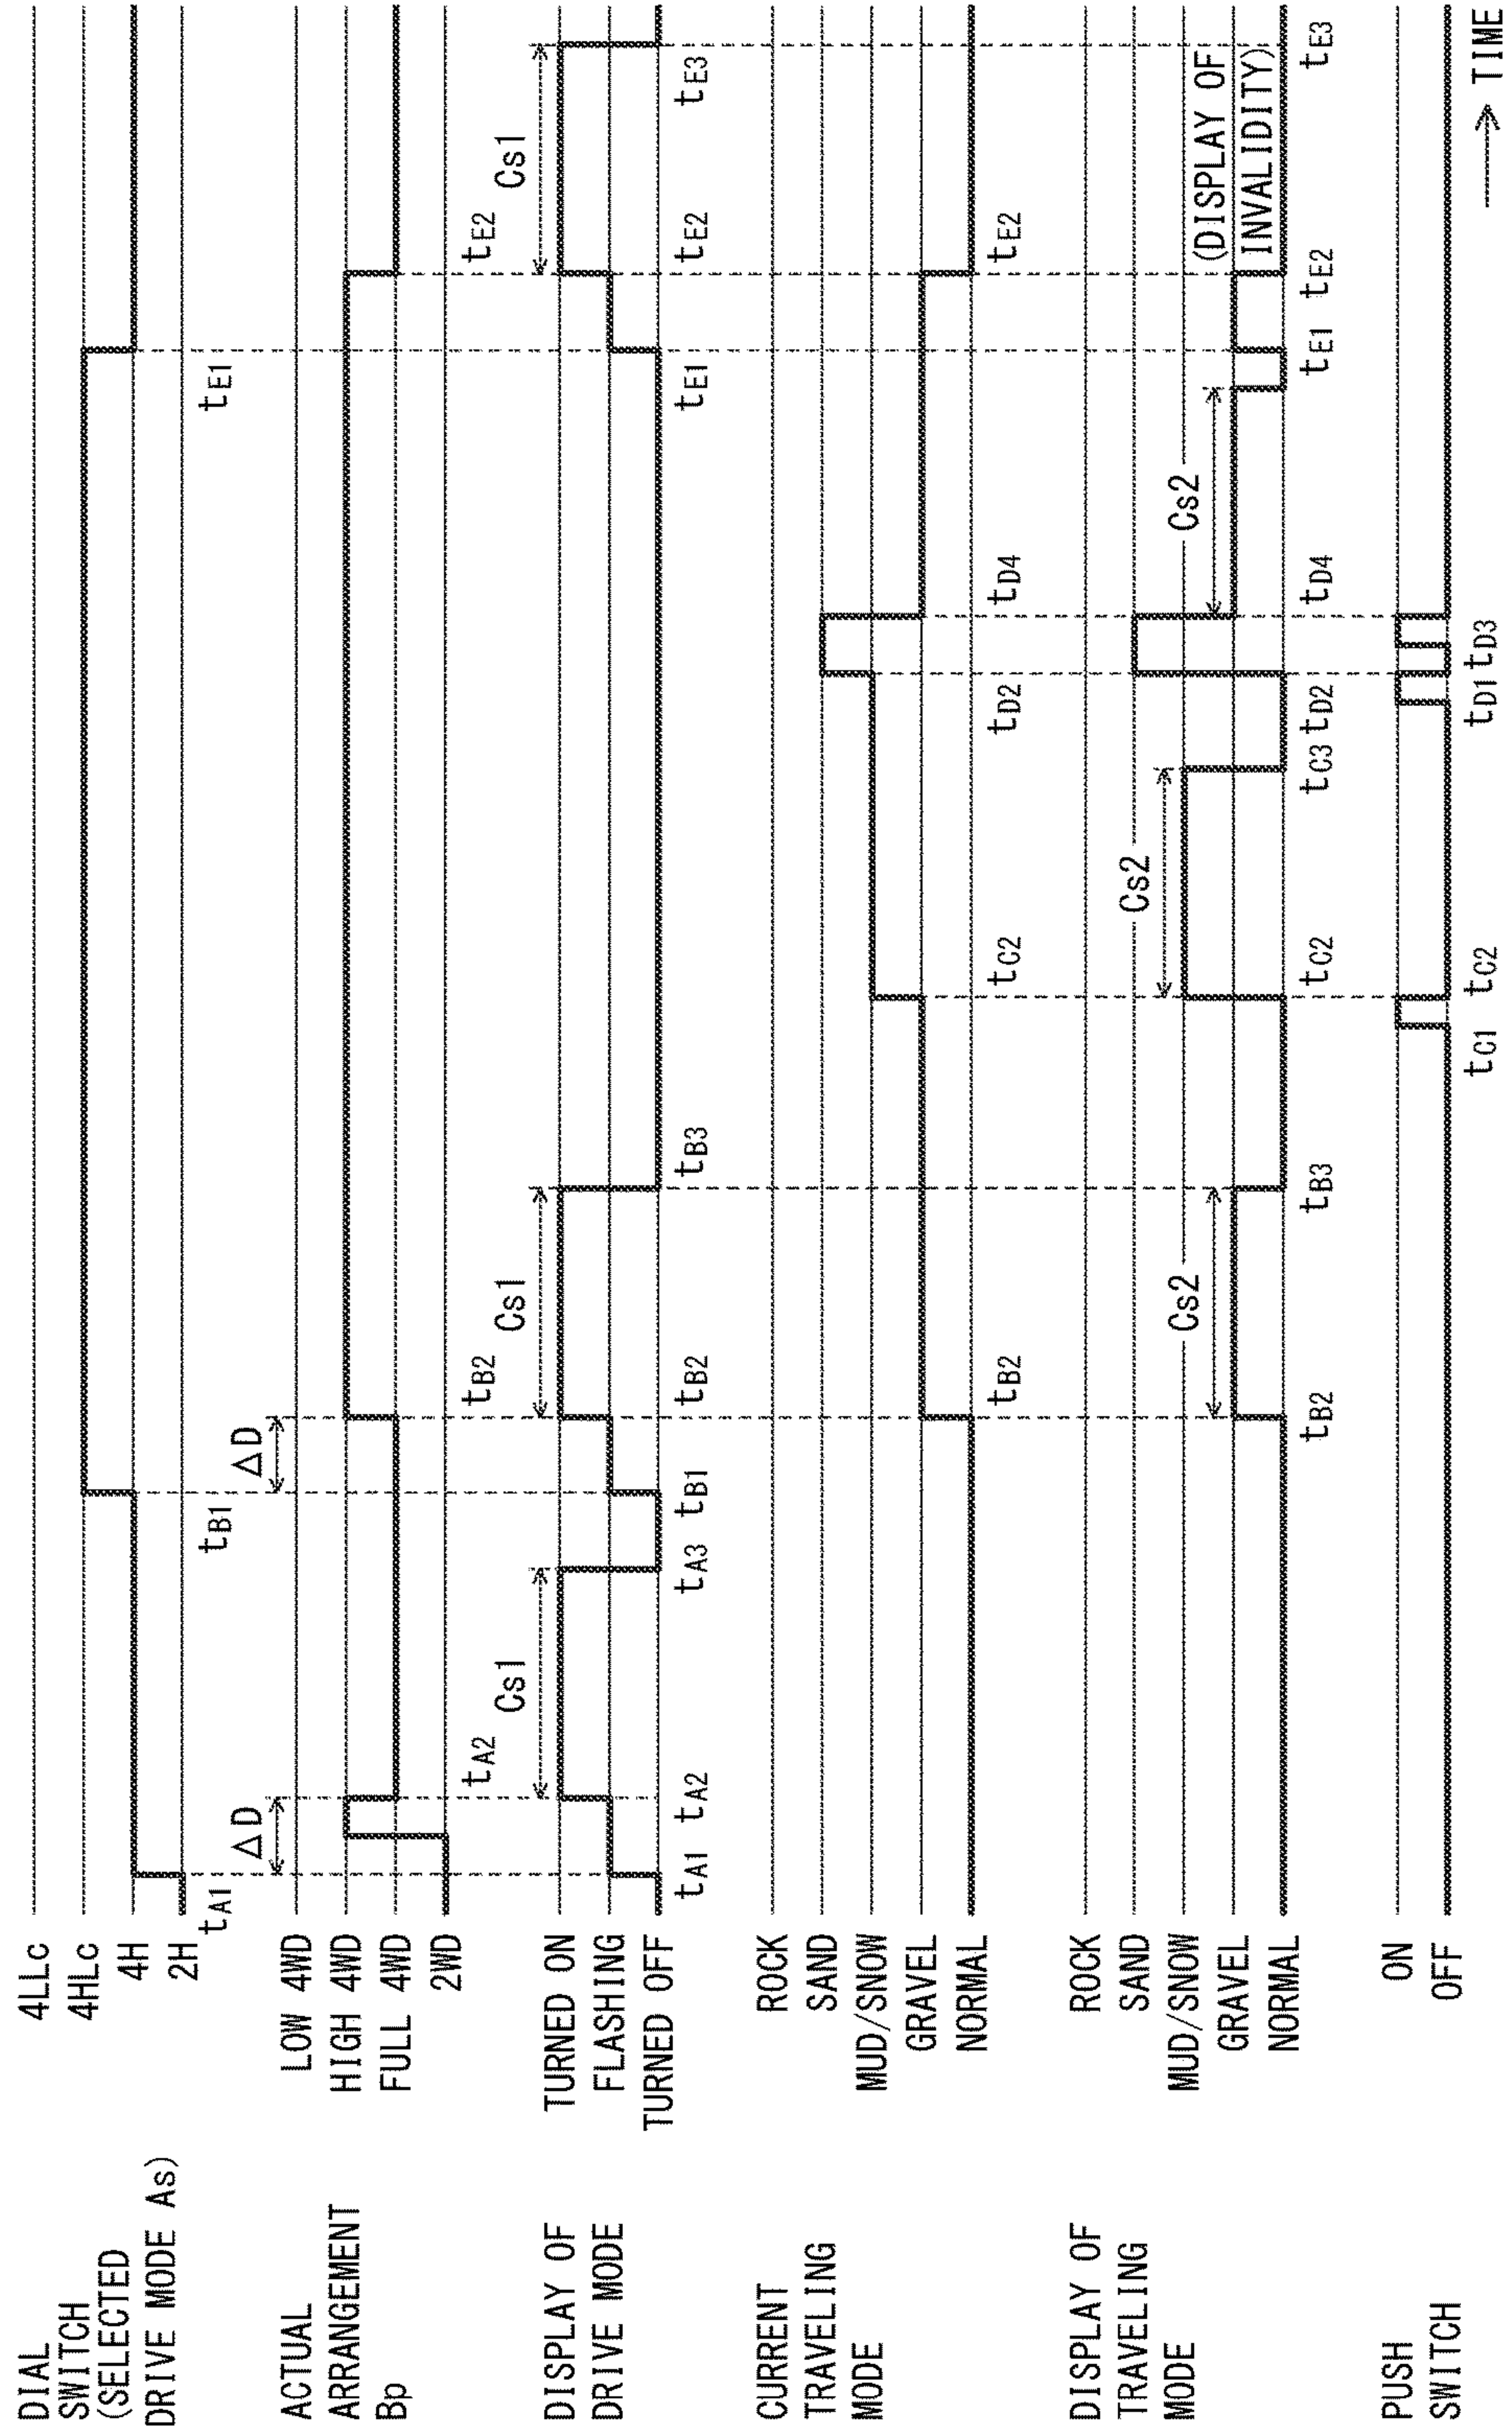 DIAL
SWITCH
(SELECTED
DRIVE MODE As)
4LLc
4HLc
4H
2H
tA1
tB1
tE1
ACTUAL
ARRANGEMENT
Bp
LOW 4WD
HIGH 4WD
FULL 4WD
2WD
ΔD
ΔD
tA2
tB2
tE2
DISPLAY OF
DRIVE MODE
TURNED ON
FLASHING
TURNED OFF
Cs1
Cs1
Cs1
tA1
tA2
tA3
tB1
tB2
tB3
tE1
tE2
tE3
CURRENT
TRAVELING
MODE
ROCK
SAND
MUD/SNOW
GRAVEL
NORMAL
tB2
tC2
tD2
tD4
tE2
DISPLAY OF
TRAVELING
MODE
ROCK
SAND
MUD/SNOW
GRAVEL
NORMAL
Cs2
Cs2
Cs2
(DISPLAY OF
INVALIDITY)
tB2
tB3
tC2
tC3
tD2
tD4
tE1
tE2
tE3
PUSH
SWITCH
ON
OFF
tC1
tC2
tD1
tD3
→ TIME